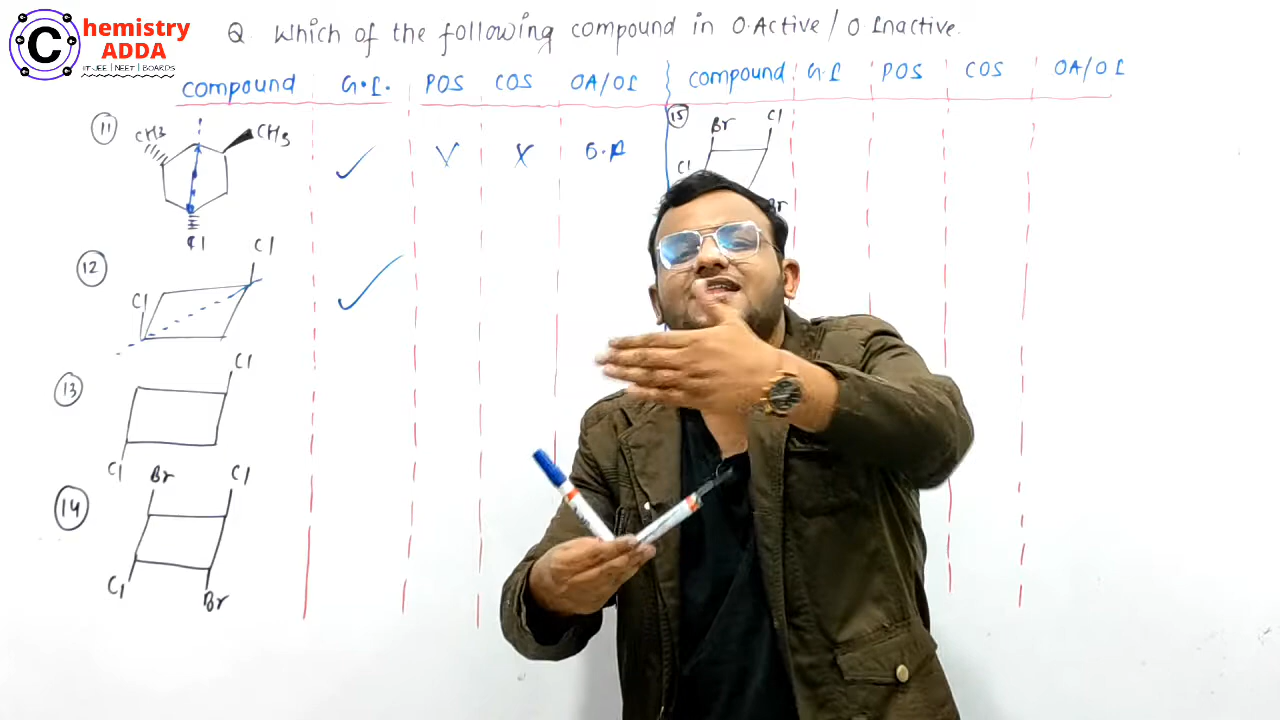 Chemistry
ADDA
IIT JEE | NEET | BOARDS
Q. Which of the following compound in O.Active / O.Inactive.
compound G.I. POS COS OA/OI compound G.I POS COS OA/OI
11 CH3 CH3 Cl O.A
12 Cl Cl
13 Cl Cl
14 Br Cl Cl Br
15 Br Cl Cl Br